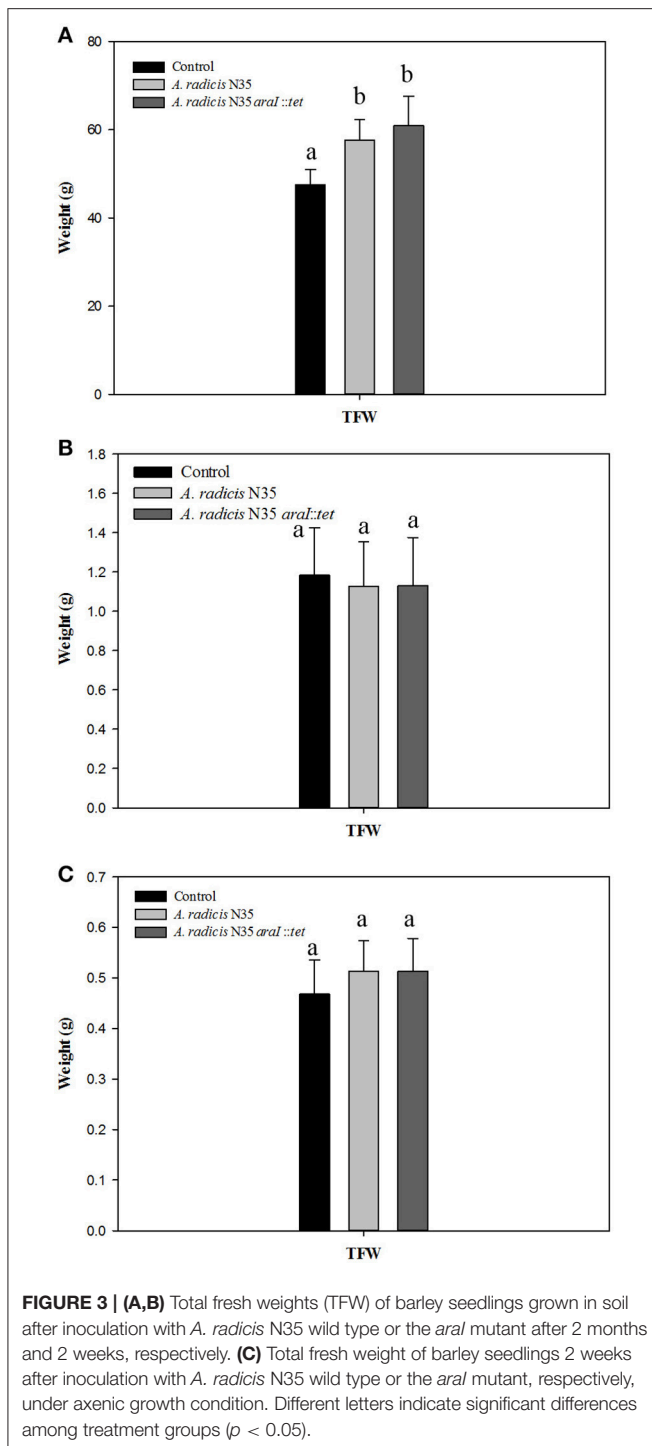 A
80
60
40
20
0
Weight (g)
Control
A. radicis N35
A. radicis N35 araI::tet
a
b
b
TFW
B
1.8
1.6
1.4
1.2
1.0
0.8
0.6
0.4
0.2
0.0
Weight (g)
Control
A. radicis N35
A. radicis N35 araI::tet
a
a
a
TFW
C
0.7
0.6
0.5
0.4
0.3
0.2
0.1
0.0
Weight (g)
Control
A. radicis N35
A. radicis N35 araI::tet
a
a
a
TFW
FIGURE 3 | (A,B) Total fresh weights (TFW) of barley seedlings grown in soil
after inoculation with A. radicis N35 wild type or the araI mutant after 2 months
and 2 weeks, respectively. (C) Total fresh weight of barley seedlings 2 weeks
after inoculation with A. radicis N35 wild type or the araI mutant, respectively,
under axenic growth condition. Different letters indicate significant differences
among treatment groups (p < 0.05).